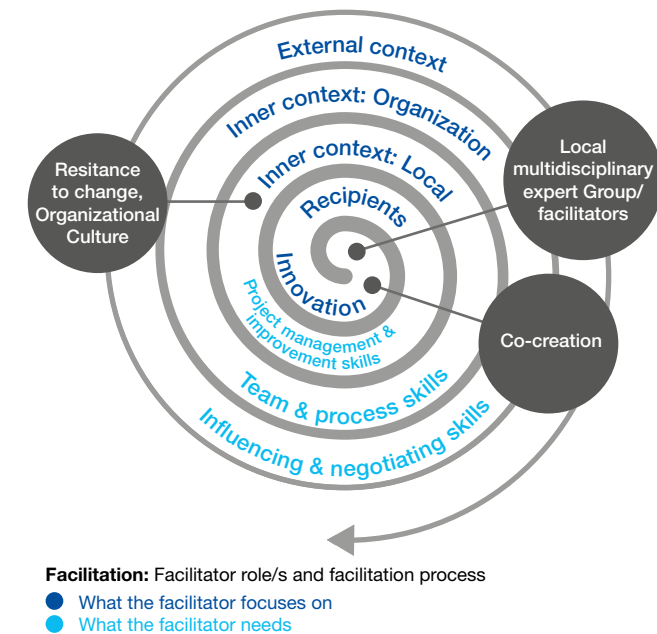 External context
Inner context: Organization
Inner context: Local
Recipients
Innovation
Project management &
improvement skills
Team & process skills
Influencing & negotiating skills
Resitance
to change,
Organizational
Culture
Local
multidisciplinary
expert Group/
facilitators
Co-creation
Facilitation: Facilitator role/s and facilitation process
What the facilitator focuses on
What the facilitator needs